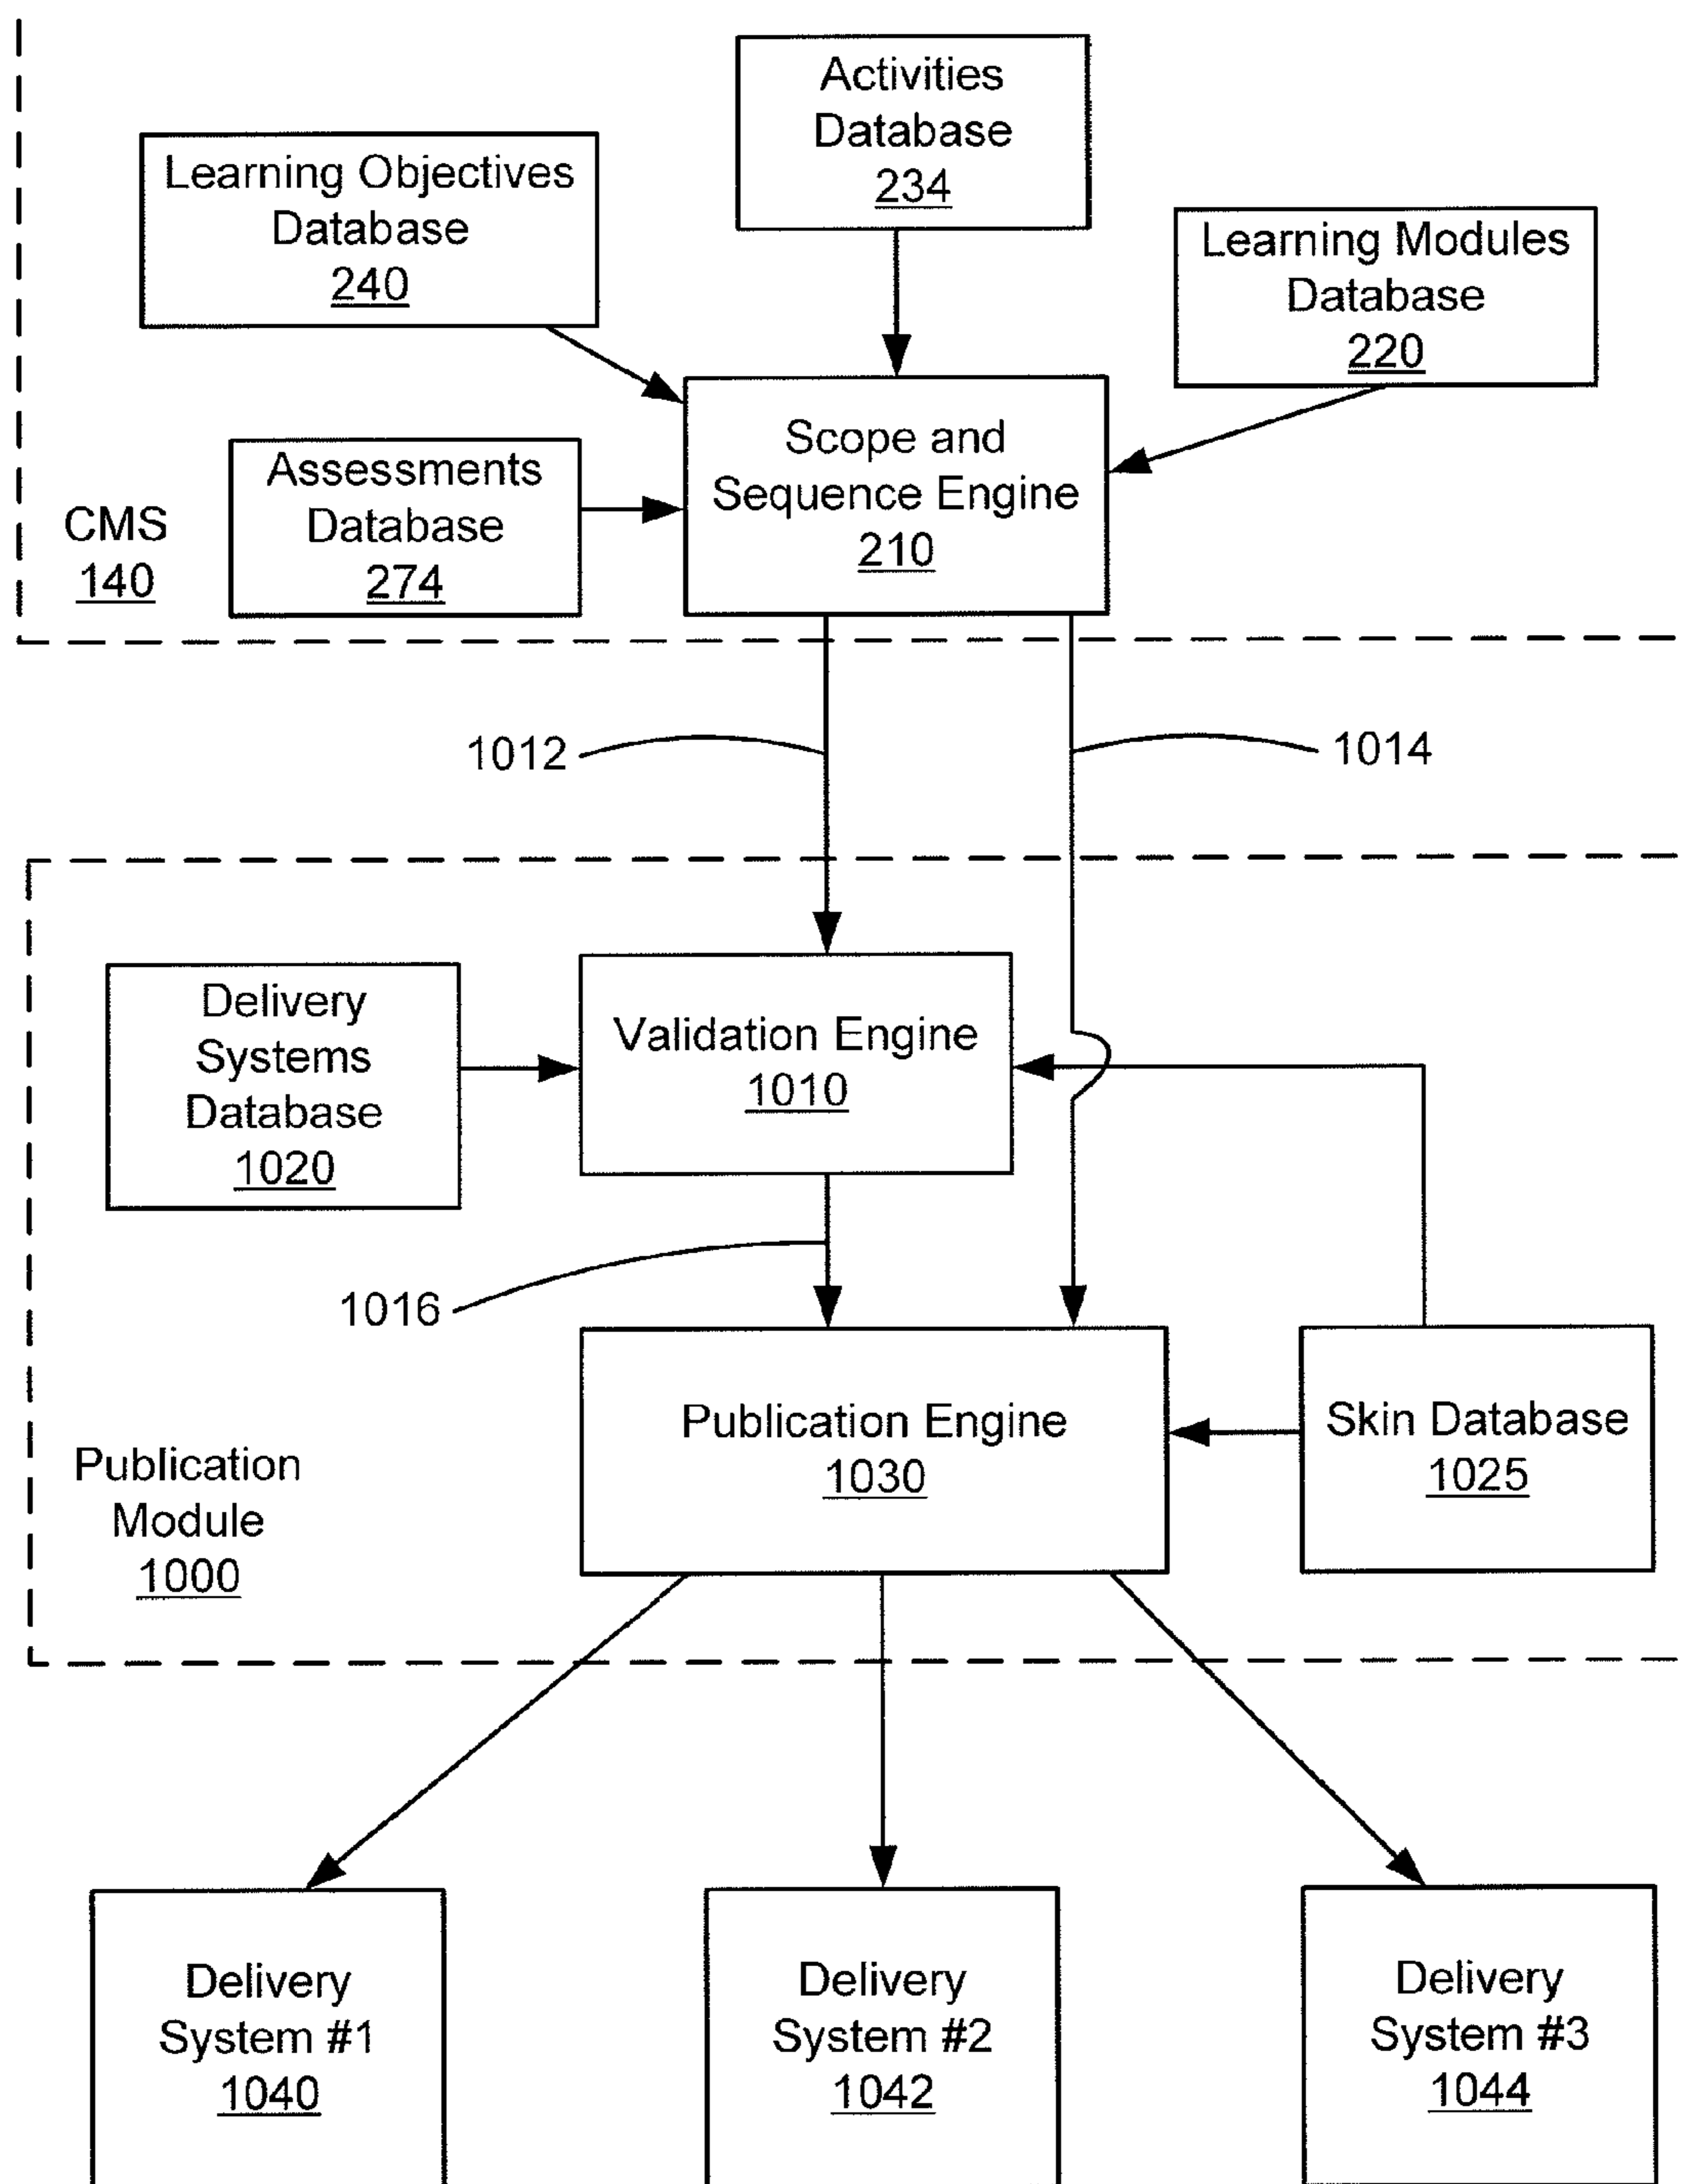 Activities
Database
234
Learning Objectives
Database
240
Learning Modules
Database
220
Scope and
Sequence Engine
210
Assessments
Database
274
CMS
140
1012
1014
Delivery
Systems
Database
1020
Validation Engine
1010
1016
Publication Engine
1030
Skin Database
1025
Publication
Module
1000
Delivery
System #1
1040
Delivery
System #2
1042
Delivery
System #3
1044